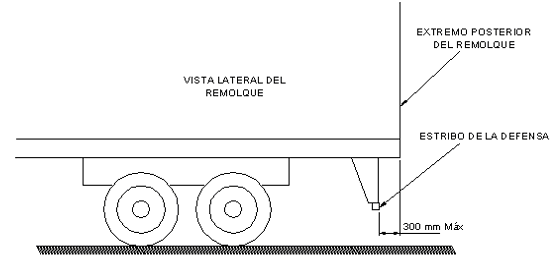 EXTREMO POSTERIOR
DEL REMOLQUE
VISTA LATERAL DEL
REMOLQUE
ESTRIBO DE LA DEFENSA
300 mm Máx